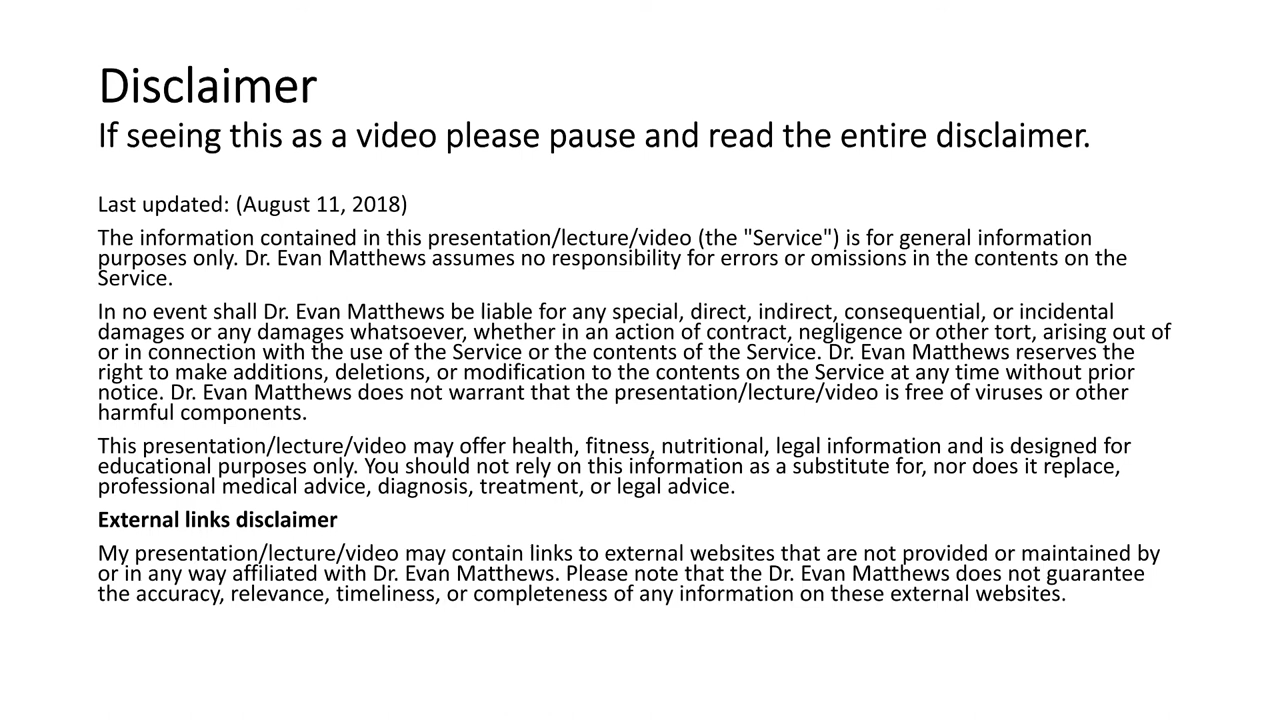 Disclaimer
If seeing this as a video please pause and read the entire disclaimer.
Last updated: (August 11, 2018)
The information contained in this presentation/lecture/video (the "Service") is for general information
purposes only. Dr. Evan Matthews assumes no responsibility for errors or omissions in the contents on the
Service.
In no event shall Dr. Evan Matthews be liable for any special, direct, indirect, consequential, or incidental
damages or any damages whatsoever, whether in an action of contract, negligence or other tort, arising out of
or in connection with the use of the Service or the contents of the Service. Dr. Evan Matthews reserves the
right to make additions, deletions, or modification to the contents on the Service at any time without prior
notice. Dr. Evan Matthews does not warrant that the presentation/lecture/video is free of viruses or other
harmful components.
This presentation/lecture/video may offer health, fitness, nutritional, legal information and is designed for
educational purposes only. You should not rely on this information as a substitute for, nor does it replace,
professional medical advice, diagnosis, treatment, or legal advice.
External links disclaimer
My presentation/lecture/video may contain links to external websites that are not provided or maintained by
or in any way affiliated with Dr. Evan Matthews. Please note that the Dr. Evan Matthews does not guarantee
the accuracy, relevance, timeliness, or completeness of any information on these external websites.